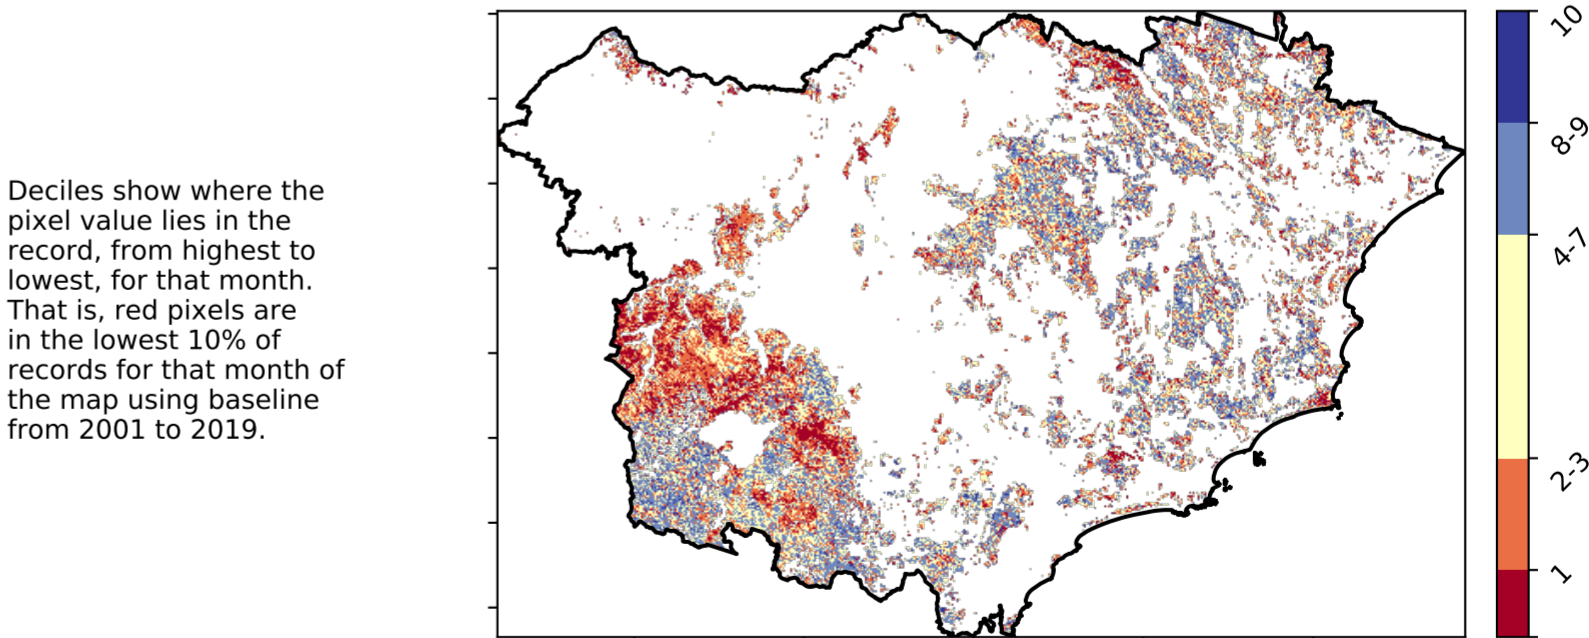 Deciles show where the
pixel value lies in the
record, from highest to
lowest, for that month.
That is, red pixels are
in the lowest 10% of
records for that month of
the map using baseline
from 2001 to 2019.
10
8-9
4-7
2-3
1